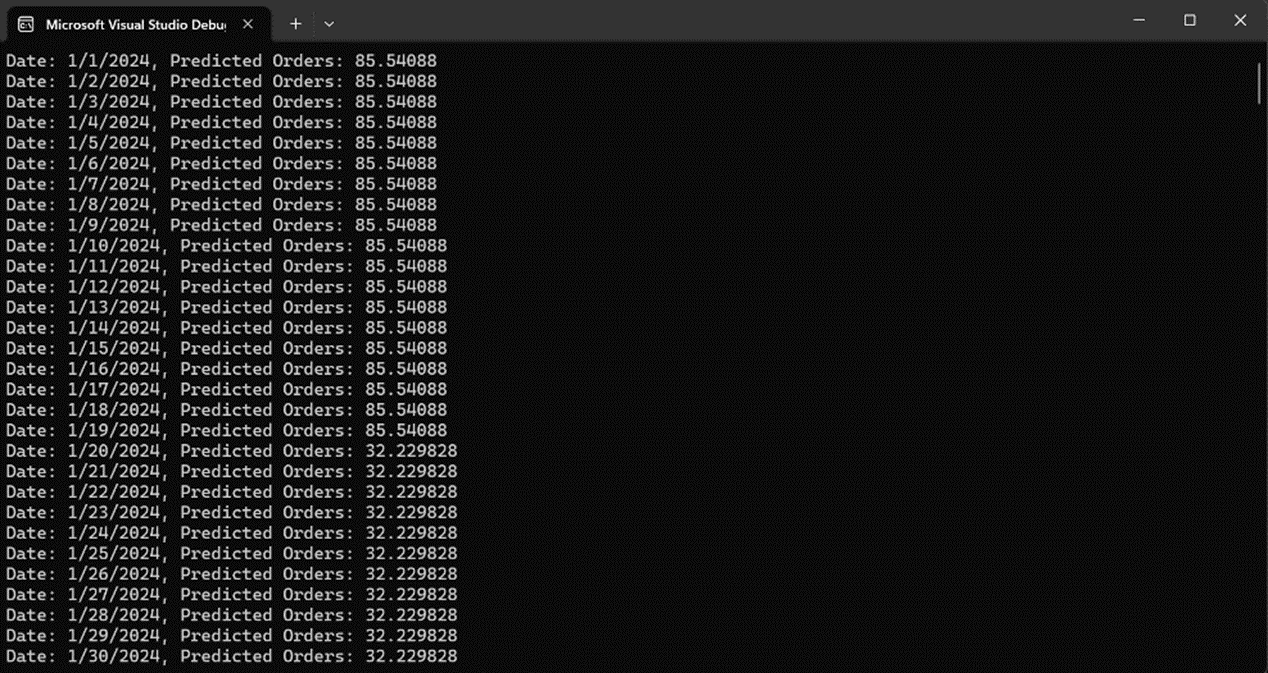 Microsoft Visual Studio Debu
Date: 1/1/2024, Predicted Orders: 85.54088
Date: 1/2/2024, Predicted Orders: 85.54088
Date: 1/3/2024, Predicted Orders: 85.54088
Date: 1/4/2024, Predicted Orders: 85.54088
Date: 1/5/2024, Predicted Orders: 85.54088
Date: 1/6/2024, Predicted Orders: 85.54088
Date: 1/7/2024, Predicted Orders: 85.54088
Date: 1/8/2024, Predicted Orders: 85.54088
Date: 1/9/2024, Predicted Orders: 85.54088
Date: 1/10/2024, Predicted Orders: 85.54088
Date: 1/11/2024, Predicted Orders: 85.54088
Date: 1/12/2024, Predicted Orders: 85.54088
Date: 1/13/2024, Predicted Orders: 85.54088
Date: 1/14/2024, Predicted Orders: 85.54088
Date: 1/15/2024, Predicted Orders: 85.54088
Date: 1/16/2024, Predicted Orders: 85.54088
Date: 1/17/2024, Predicted Orders: 85.54088
Date: 1/18/2024, Predicted Orders: 85.54088
Date: 1/19/2024, Predicted Orders: 85.54088
Date: 1/20/2024, Predicted Orders: 32.229828
Date: 1/21/2024, Predicted Orders: 32.229828
Date: 1/22/2024, Predicted Orders: 32.229828
Date: 1/23/2024, Predicted Orders: 32.229828
Date: 1/24/2024, Predicted Orders: 32.229828
Date: 1/25/2024, Predicted Orders: 32.229828
Date: 1/26/2024, Predicted Orders: 32.229828
Date: 1/27/2024, Predicted Orders: 32.229828
Date: 1/28/2024, Predicted Orders: 32.229828
Date: 1/29/2024, Predicted Orders: 32.229828
Date: 1/30/2024, Predicted Orders: 32.229828